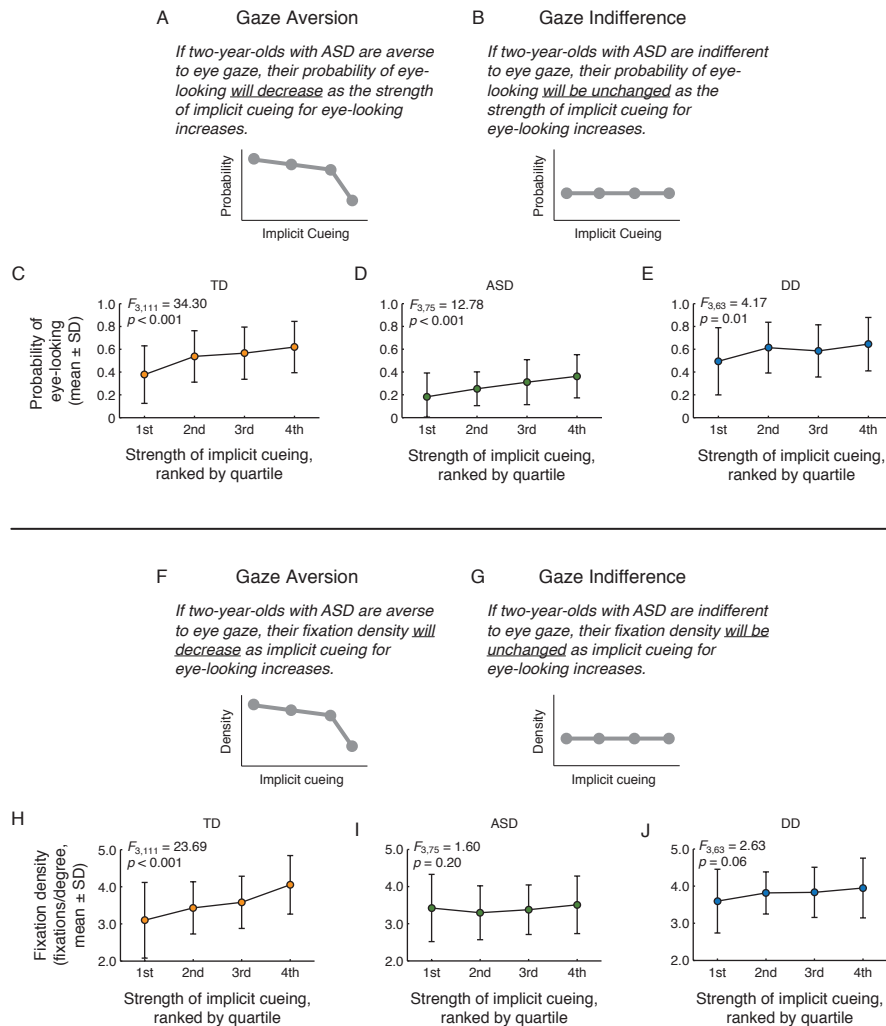 A Gaze Aversion
If two-year-olds with ASD are averse
to eye gaze, their probability of eye-
looking will decrease as the strength
of implicit cueing for eye-looking
increases.
Probability
Implicit Cueing
B Gaze Indifference
If two-year-olds with ASD are indifferent
to eye gaze, their probability of eye-
looking will be unchanged as the
strength of implicit cueing for
eye-looking increases.
Probability
Implicit Cueing
C TD
F3,111 = 34.30
p < 0.001
Probability of
eye-looking
(mean ± SD)
1.0
0.8
0.6
0.4
0.2
0
1st 2nd 3rd 4th
Strength of implicit cueing,
ranked by quartile
D ASD
F3,75 = 12.78
p < 0.001
1.0
0.8
0.6
0.4
0.2
0
1st 2nd 3rd 4th
Strength of implicit cueing,
ranked by quartile
E DD
F3,63 = 4.17
p = 0.01
1.0
0.8
0.6
0.4
0.2
0
1st 2nd 3rd 4th
Strength of implicit cueing,
ranked by quartile
F Gaze Aversion
If two-year-olds with ASD are averse
to eye gaze, their fixation density will
decrease as implicit cueing for
eye-looking increases.
Density
Implicit cueing
G Gaze Indifference
If two-year-olds with ASD are indifferent
to eye gaze, their fixation density will be
unchanged as implicit cueing for
eye-looking increases.
Density
Implicit cueing
H TD
F3,111 = 23.69
p < 0.001
Fixation density
(fixations/degree,
mean ± SD)
5.0
4.0
3.0
2.0
1st 2nd 3rd 4th
Strength of implicit cueing,
ranked by quartile
I ASD
F3,75 = 1.60
p = 0.20
5.0
4.0
3.0
2.0
1st 2nd 3rd 4th
Strength of implicit cueing,
ranked by quartile
J DD
F3,63 = 2.63
p = 0.06
5.0
4.0
3.0
2.0
1st 2nd 3rd 4th
Strength of implicit cueing,
ranked by quartile